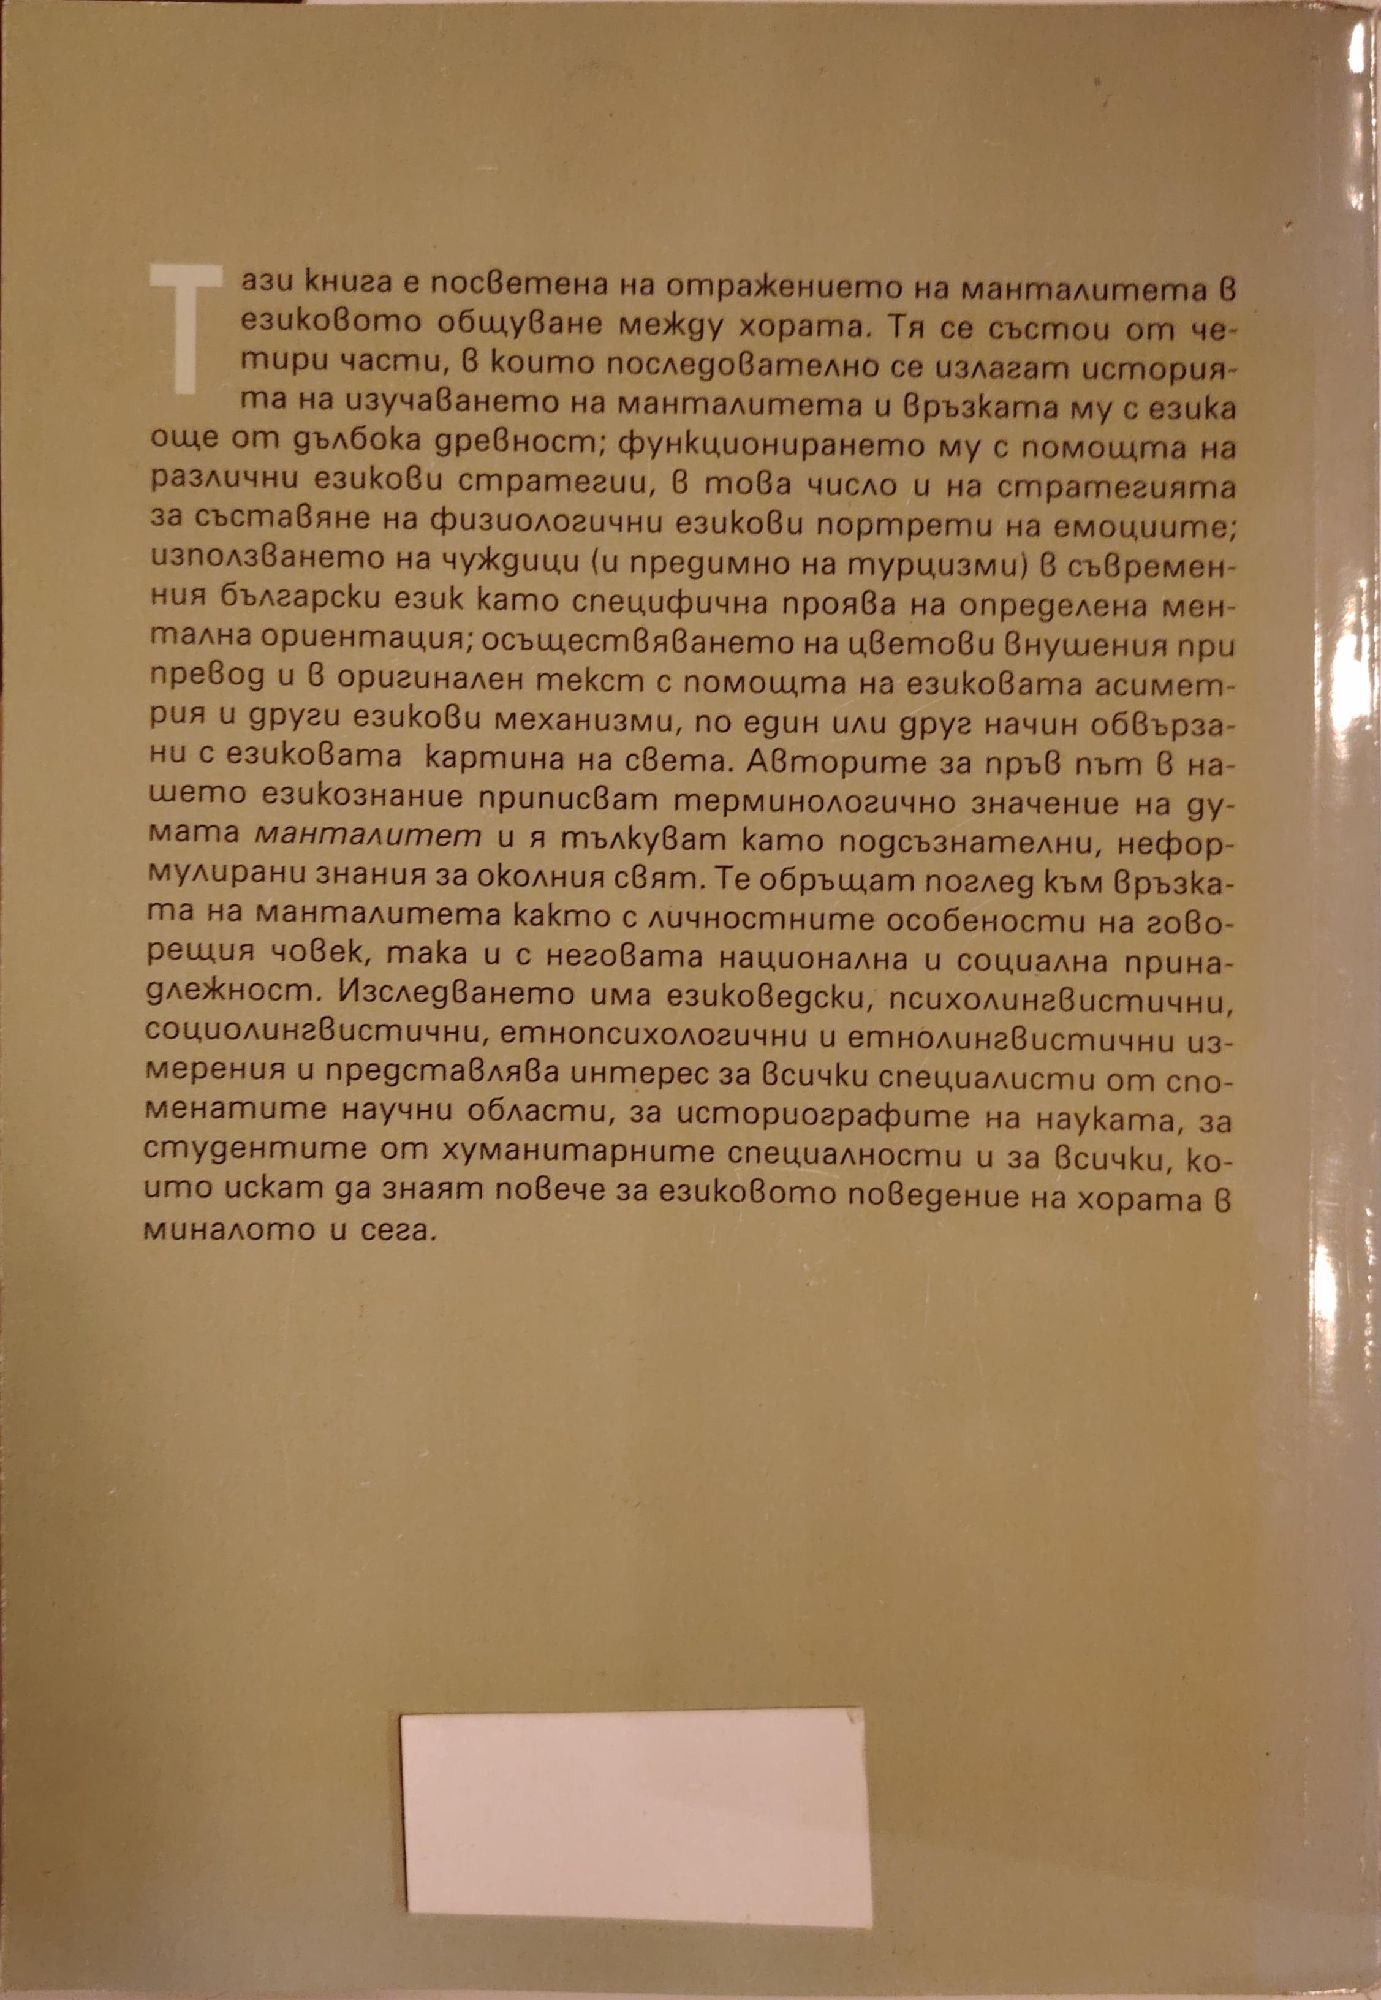 Тази книга е посветена на отражението на манталитета в
езиковото общуване между хората. Тя се състои от че-
тири части, в които последователно се излагат история-
та на изучаването на манталитета и връзката му с езика
още от дълбока древност; функционирането му с помощта на
различни езикови стратегии, в това число и на стратегията
за съставяне на физиологични езикови портрети на емоциите;
използването на чуждици (и предимно на турцизми) в съвремен-
ния български език като специфична проява на определена мен-
тална ориентация; осъществяването на цветови внушения при
превод и в оригинален текст с помощта на езиковата асимет-
рия и други езикови механизми, по един или друг начин обвърза-
ни с езиковата картина на света. Авторите за пръв път в на-
шето езикознание приписват терминологично значение на ду-
мата манталитет и я тълкуват като подсъзнателни, нефор-
мулирани знания за околния свят. Те обръщат поглед към връзка-
та на манталитета както с личностните особености на гово-
рещия човек, така и с неговата национална и социална прина-
длежност. Изследването има езиковедски, психолингвистични,
социолингвистични, етнопсихологични и етнолингвистични из-
мерения и представлява интерес за всички специалисти от спо-
менатите научни области, за историографите на науката, за
студентите от хуманитарните специалности и за всички, ко-
ито искат да знаят повече за езиковото поведение на хората в
миналото и сега.